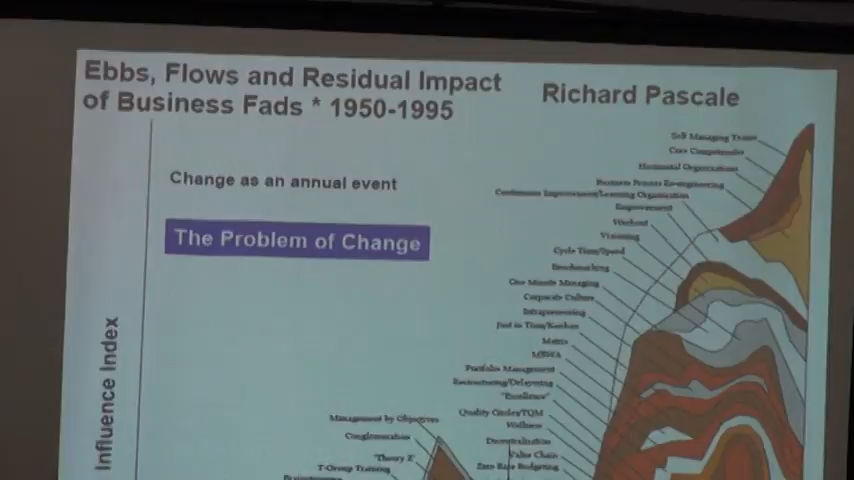 Ebbs, Flows and Residual Impact
of Business Fads * 1950-1995
Richard Pascale
Change as an annual event
The Problem of Change
Influence Index
Self Managing Teams
Core Competencies
Horizontal Organizations
Business Process Re-engineering
Continuous Improvement/Learning Organization
Empowerment
Workout
Visioning
Cycle Time/Speed
Benchmarking
One Minute Managing
Corporate Culture
Intrapreneuring
Just in Time/Kanban
Matrix
MBWA
Portfolio Management
Restructuring/Delayering
"Excellence"
Quality Circles/TQM
Wellness
Decentralization
Value Chain
Zero Base Budgeting
Management by Objectives
Conglomeration
"Theory Z"
T-Group Training
Brainstorming